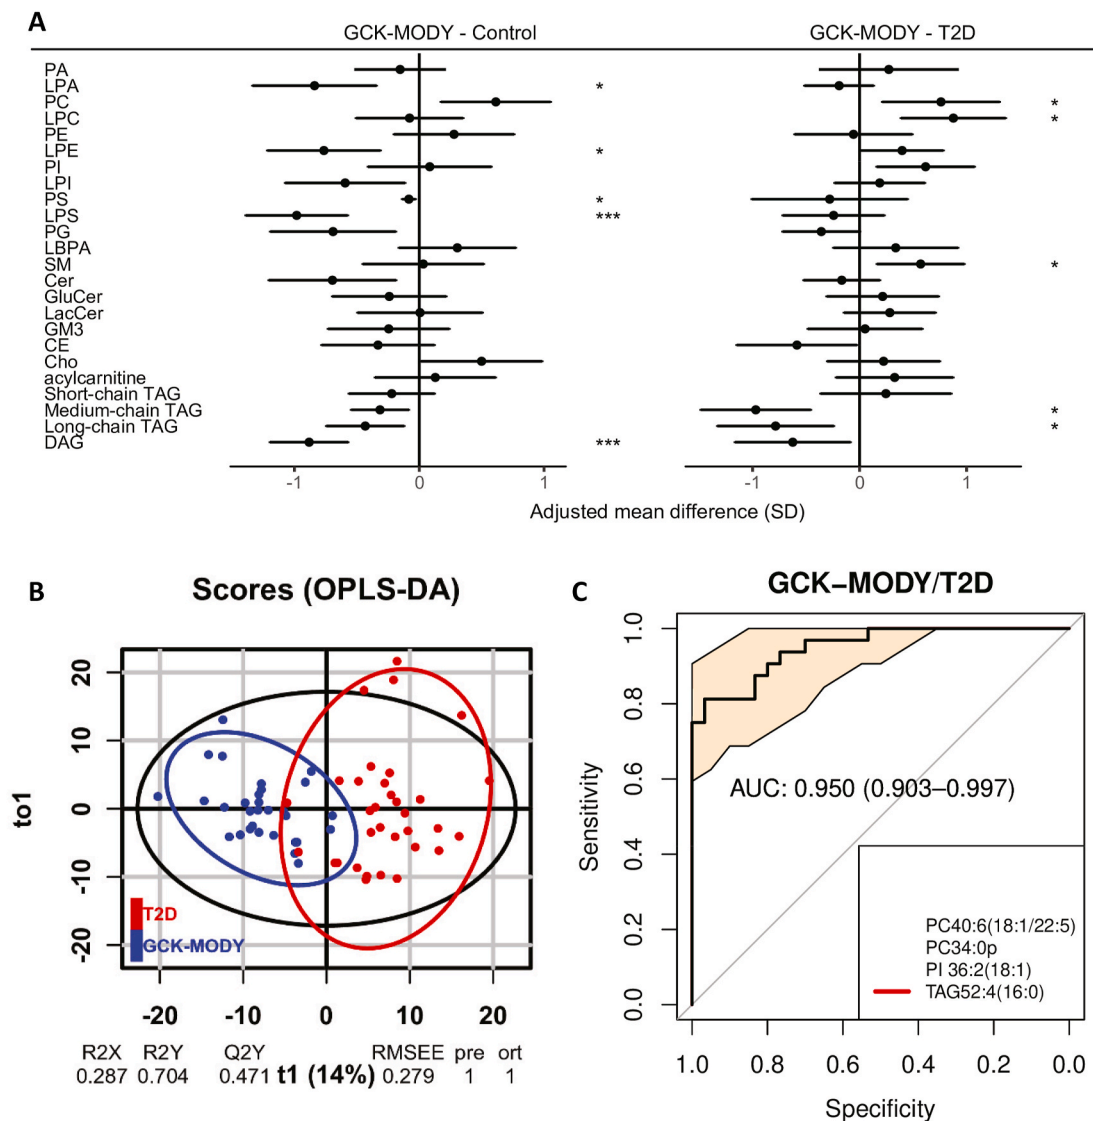 A
GCK-MODY - Control
GCK-MODY - T2D
PA
LPA *
PC *
LPC *
PE
LPE *
PI
LPI
PS *
LPS ***
PG
LBPA
SM *
Cer
GluCer
LacCer
GM3
CE
Cho
acylcarnitine
Short-chain TAG
Medium-chain TAG *
Long-chain TAG *
DAG ***
-1 0 1
-1 0 1
Adjusted mean difference (SD)
B
Scores (OPLS-DA)
to1
20
10
0
-10
-20
T2D
GCK-MODY
-20 -10 0 10 20
R2X R2Y Q2Y RMSEE pre ort
0.287 0.704 0.471 t1 (14%) 0.279 1 1
C
GCK–MODY/T2D
Sensitivity
1.0
0.8
0.6
0.4
0.2
0.0
AUC: 0.950 (0.903–0.997)
PC40:6(18:1/22:5)
PC34:0p
PI 36:2(18:1)
TAG52:4(16:0)
1.0 0.8 0.6 0.4 0.2 0.0
Specificity